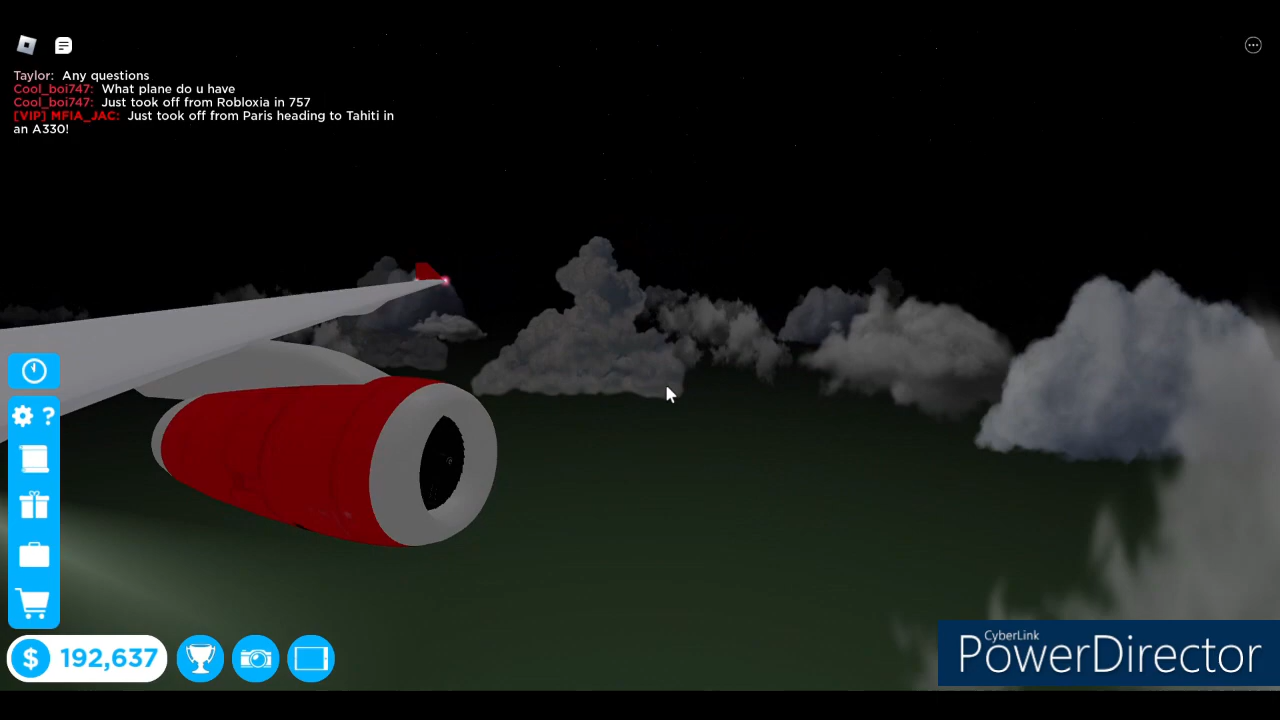 Taylor: Any questions
Cool_boi747: What plane do u have
Cool_boi747: Just took off from Robloxia in 757
[VIP] MFIA_JAC: Just took off from Paris heading to Tahiti in
an A330!
?
$ 192,637
CyberLink
PowerDirector